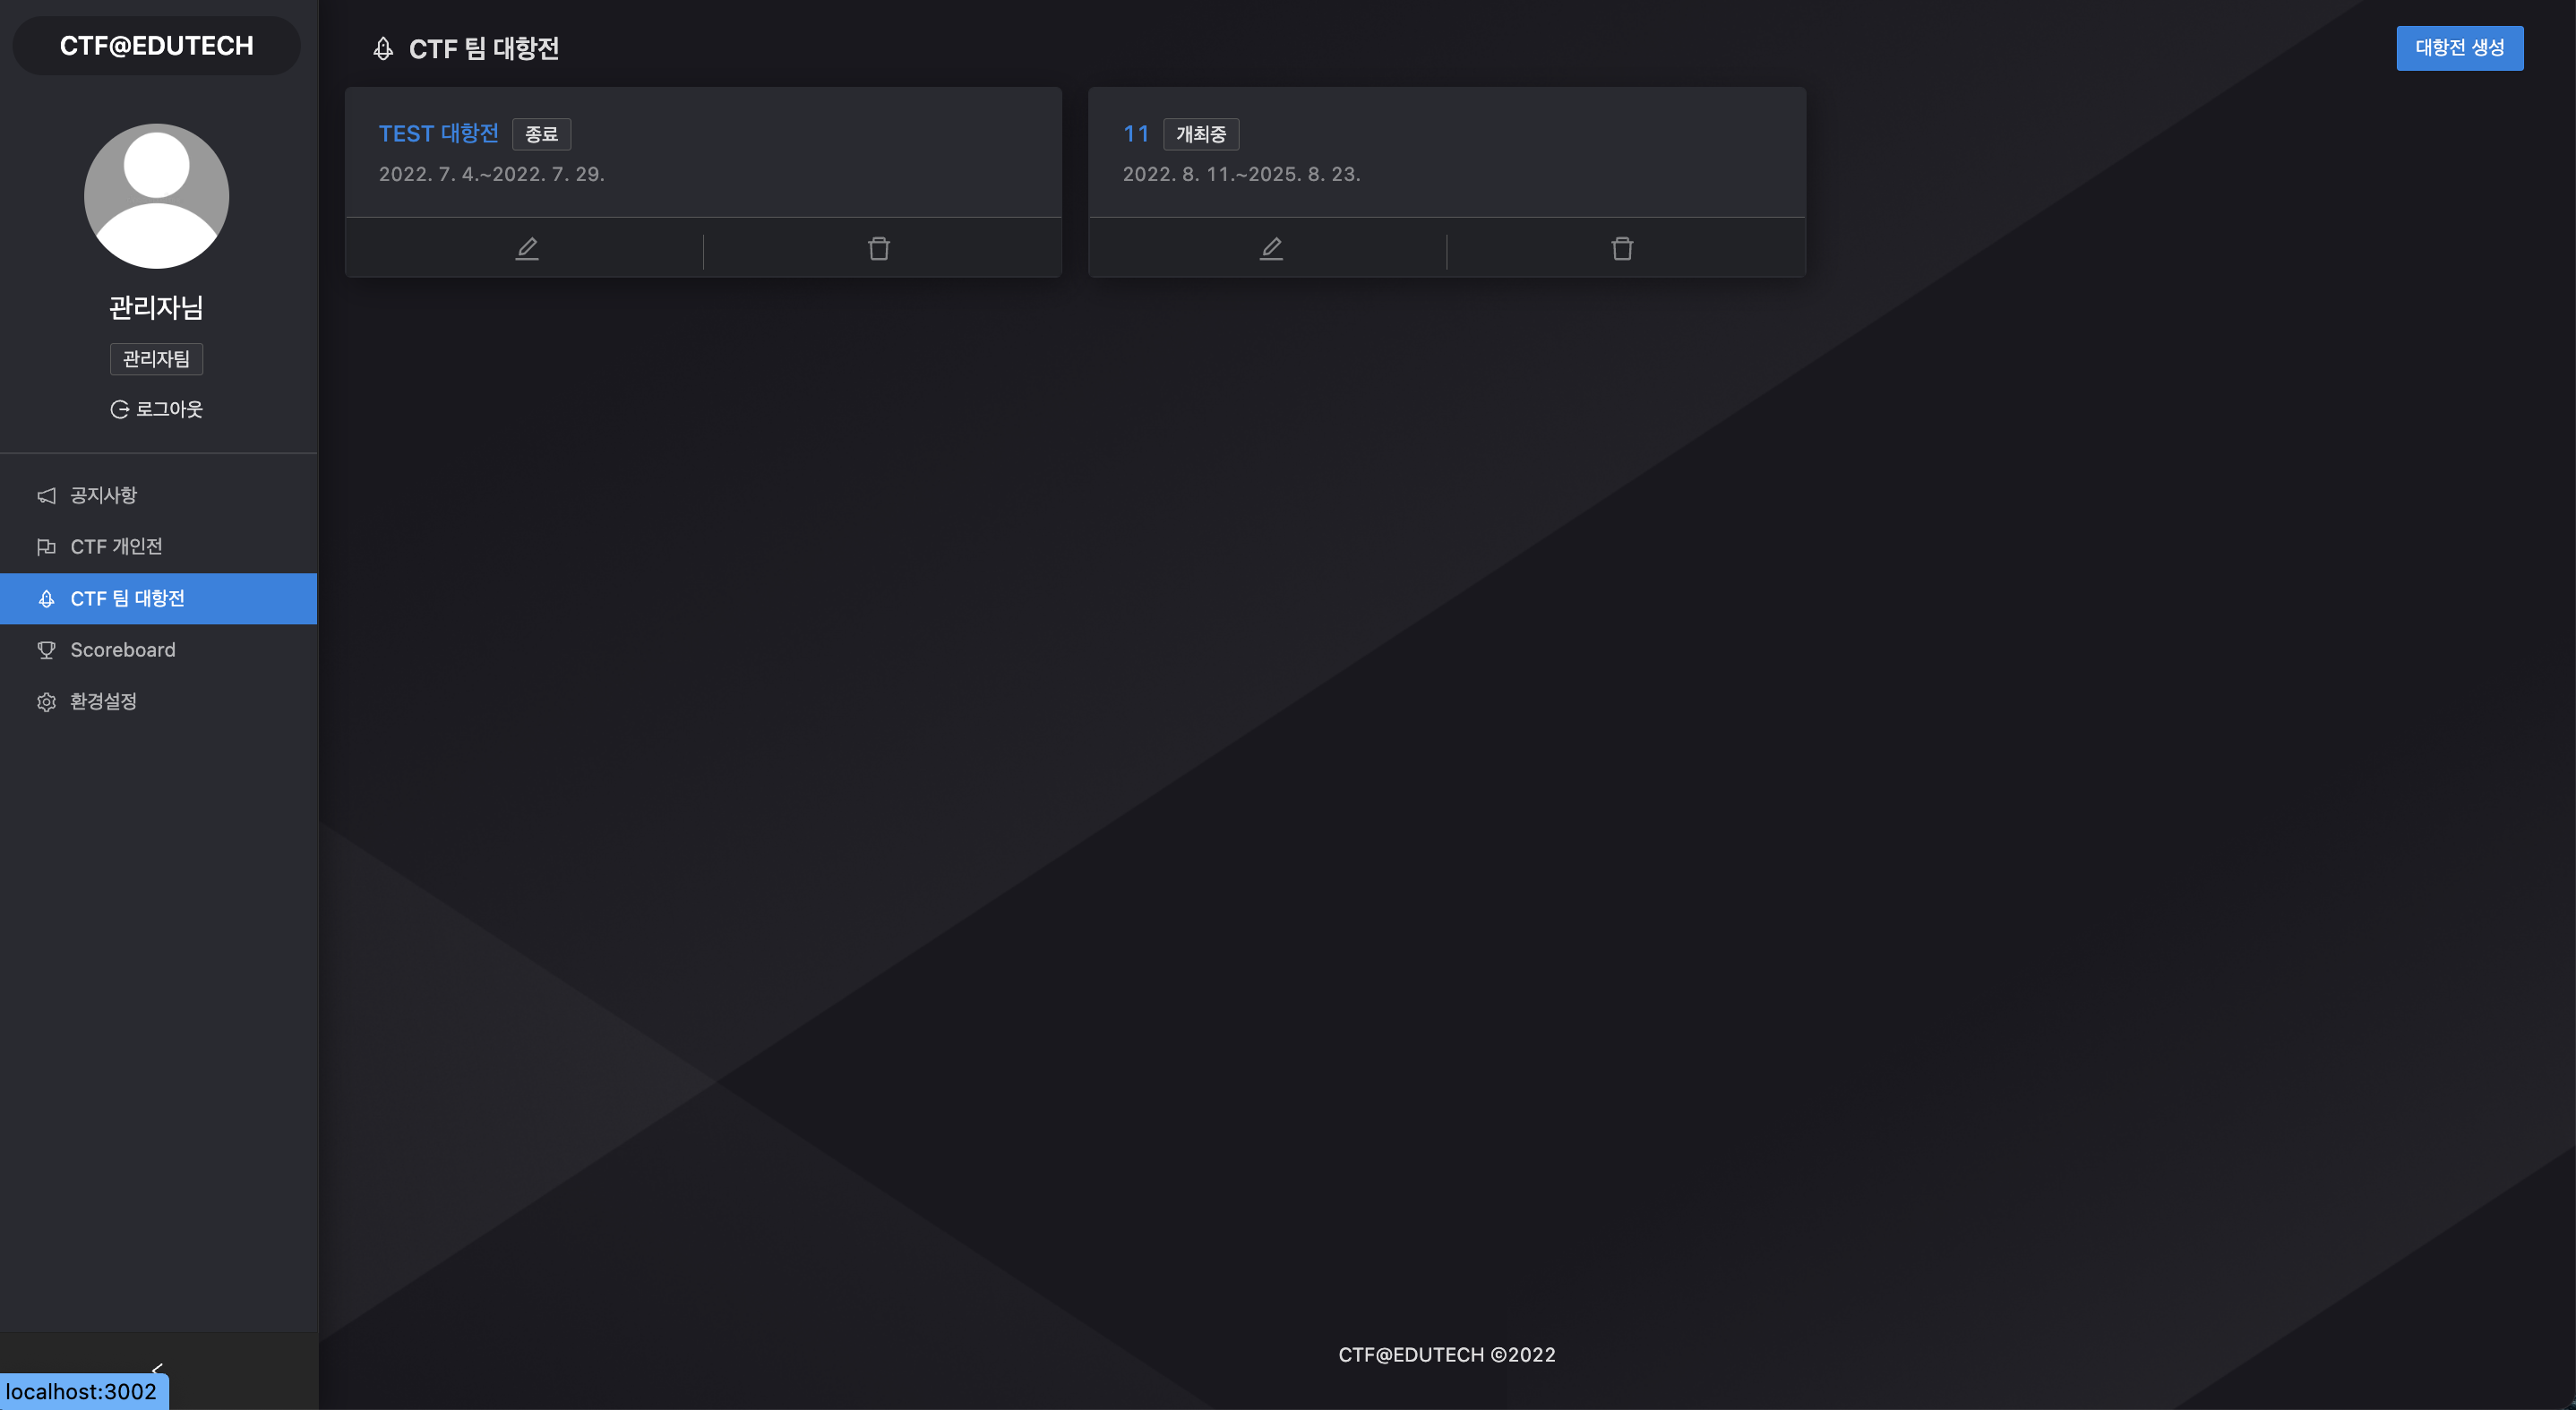 CTF@EDUTECH
관리자님
관리자팀
로그아웃
공지사항
CTF 개인전
CTF 팀 대항전
Scoreboard
환경설정
localhost:3002
CTF 팀 대항전
대항전 생성
TEST 대항전 종료
2022. 7. 4.~2022. 7. 29.
11 개최중
2022. 8. 11.~2025. 8. 23.
CTF@EDUTECH ©2022